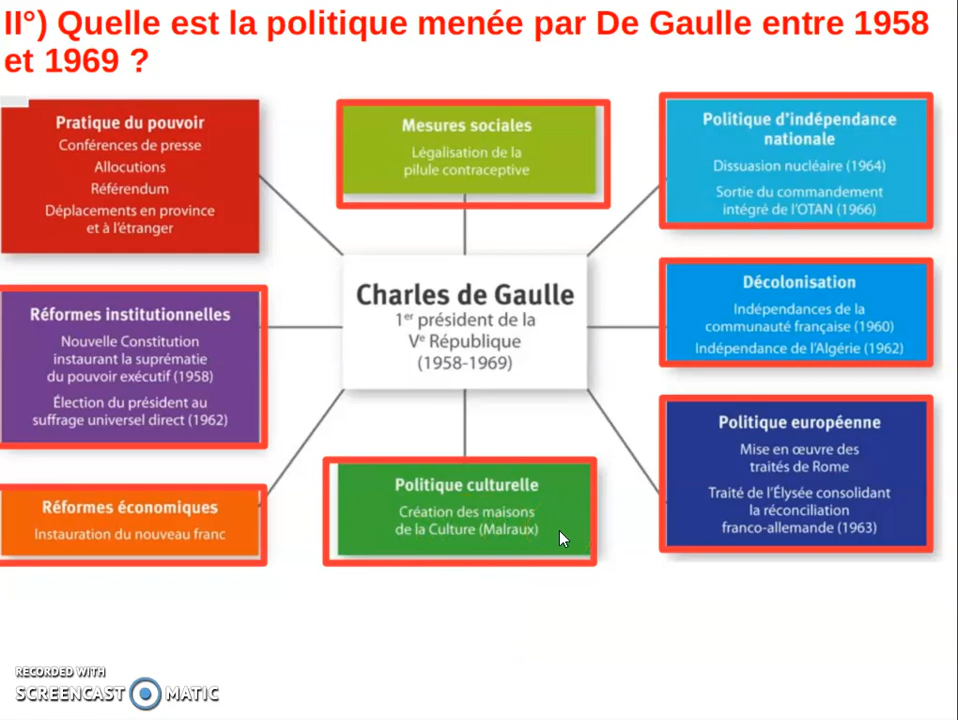 II°) Quelle est la politique menée par De Gaulle entre 1958
et 1969 ?
Pratique du pouvoir
Conférences de presse
Allocutions
Référendum
Déplacements en province
et à l'étranger
Mesures sociales
Légalisation de la
pilule contraceptive
Politique d'indépendance
nationale
Dissuasion nucléaire (1964)
Sortie du commandement
intégré de l'OTAN (1966)
Réformes institutionnelles
Nouvelle Constitution
instaurant la suprématie
du pouvoir exécutif (1958)
Élection du président au
suffrage universel direct (1962)
Charles de Gaulle
1er président de la
Ve République
(1958-1969)
Décolonisation
Indépendances de la
communauté française (1960)
Indépendance de l'Algérie (1962)
Réformes économiques
Instauration du nouveau franc
Politique culturelle
Création des maisons
de la Culture (Malraux)
Politique européenne
Mise en œuvre des
traités de Rome
Traité de l'Élysée consolidant
la réconciliation
franco-allemande (1963)
RECORDED WITH
SCREENCAST MATIC